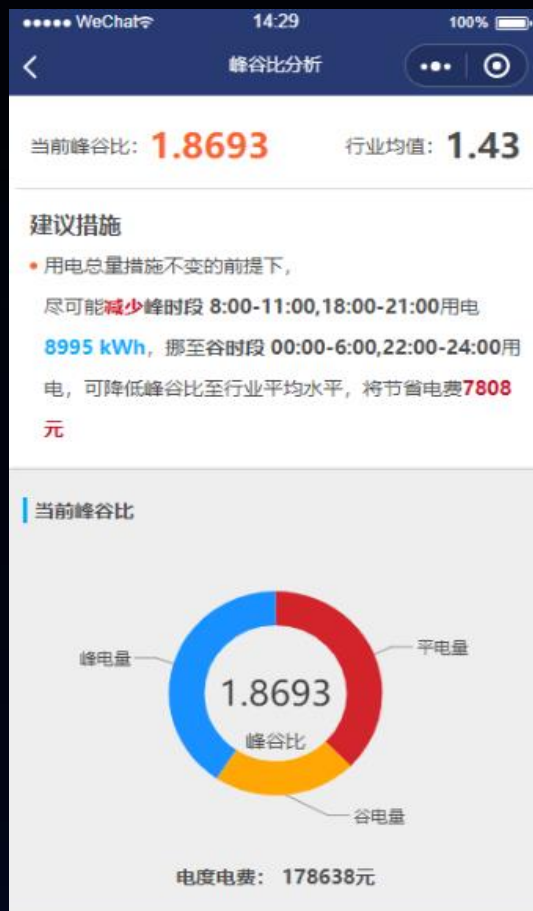 WeChat
14:29
100%
峰谷比分析
当前峰谷比: 1.8693
行业均值: 1.43
建议措施
用电总量措施不变的前提下,
尽可能减少峰时段 8:00-11:00,18:00-21:00用电
8995 kWh, 挪至谷时段 00:00-6:00,22:00-24:00用
电, 可降低峰谷比至行业平均水平, 将节省电费7808
元
当前峰谷比
峰电量
平电量
1.8693
峰谷比
谷电量
电度电费: 178638元